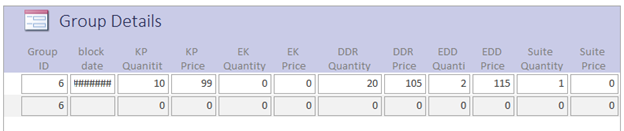 Group Details
Group block KP KP EK EK DDR DDR EDD EDD Suite Suite
ID date Quantit Price Quantity Price Quantity Price Quanti Price Quantity Price
6 ####### 10 99 0 0 20 105 2 115 1 0
6 0 0 0 0 0 0 0 0 0 0